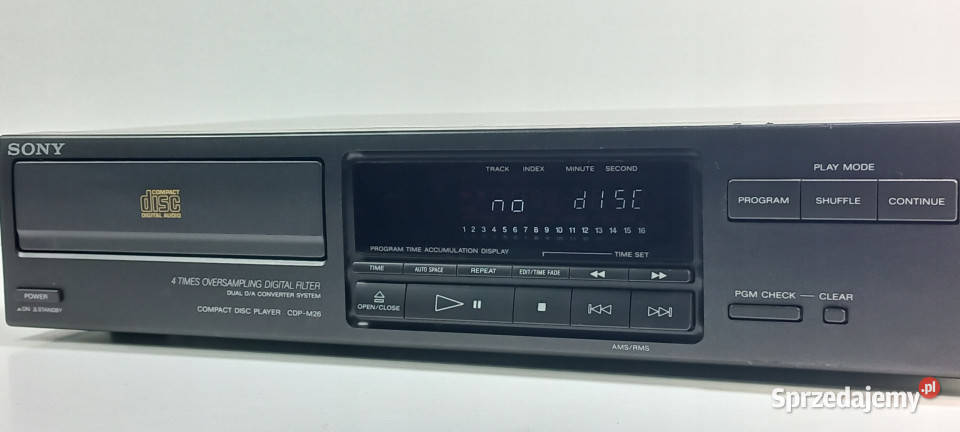 SONY
COMPACT
disc
DIGITAL AUDIO
4 TIMES OVERSAMPLING DIGITAL FILTER
DUAL D/A CONVERTER SYSTEM
COMPACT DISC PLAYER CDP-M26
POWER
ON STANDBY
TRACK INDEX MINUTE SECOND
no dISC
1 2 3 4 5 6 7 8 9 10 11 12 13 14 15 16
PROGRAM TIME ACCUMULATION DISPLAY
TIME SET
TIME AUTO SPACE REPEAT EDIT/TIME FADE
OPEN/CLOSE
AMS/RMS
PLAY MODE
PROGRAM SHUFFLE CONTINUE
PGM CHECK — CLEAR
Sprzedajemy.pl